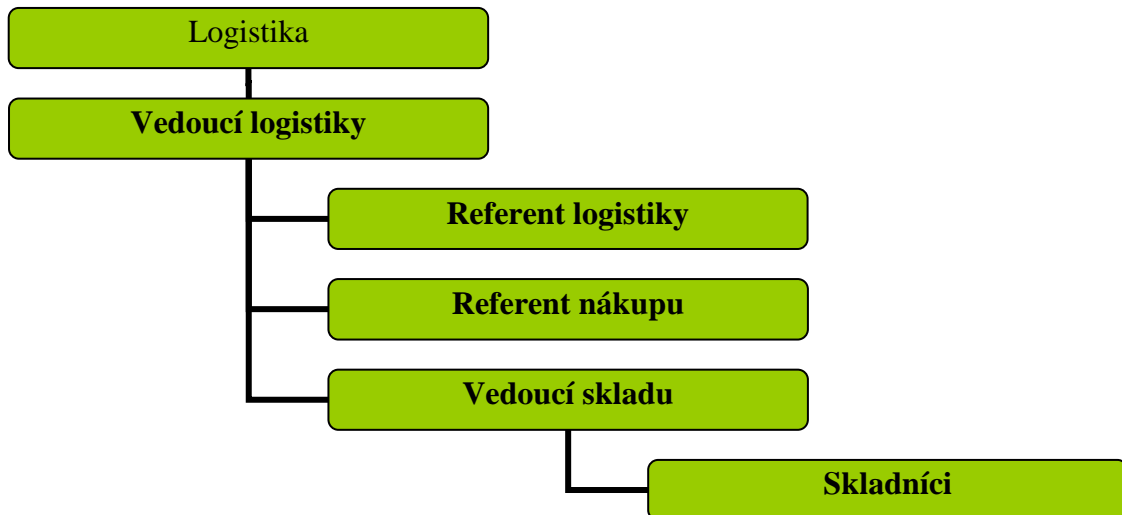 Logistika
Vedoucí logistiky
Referent logistiky
Referent nákupu
Vedoucí skladu
Skladníci